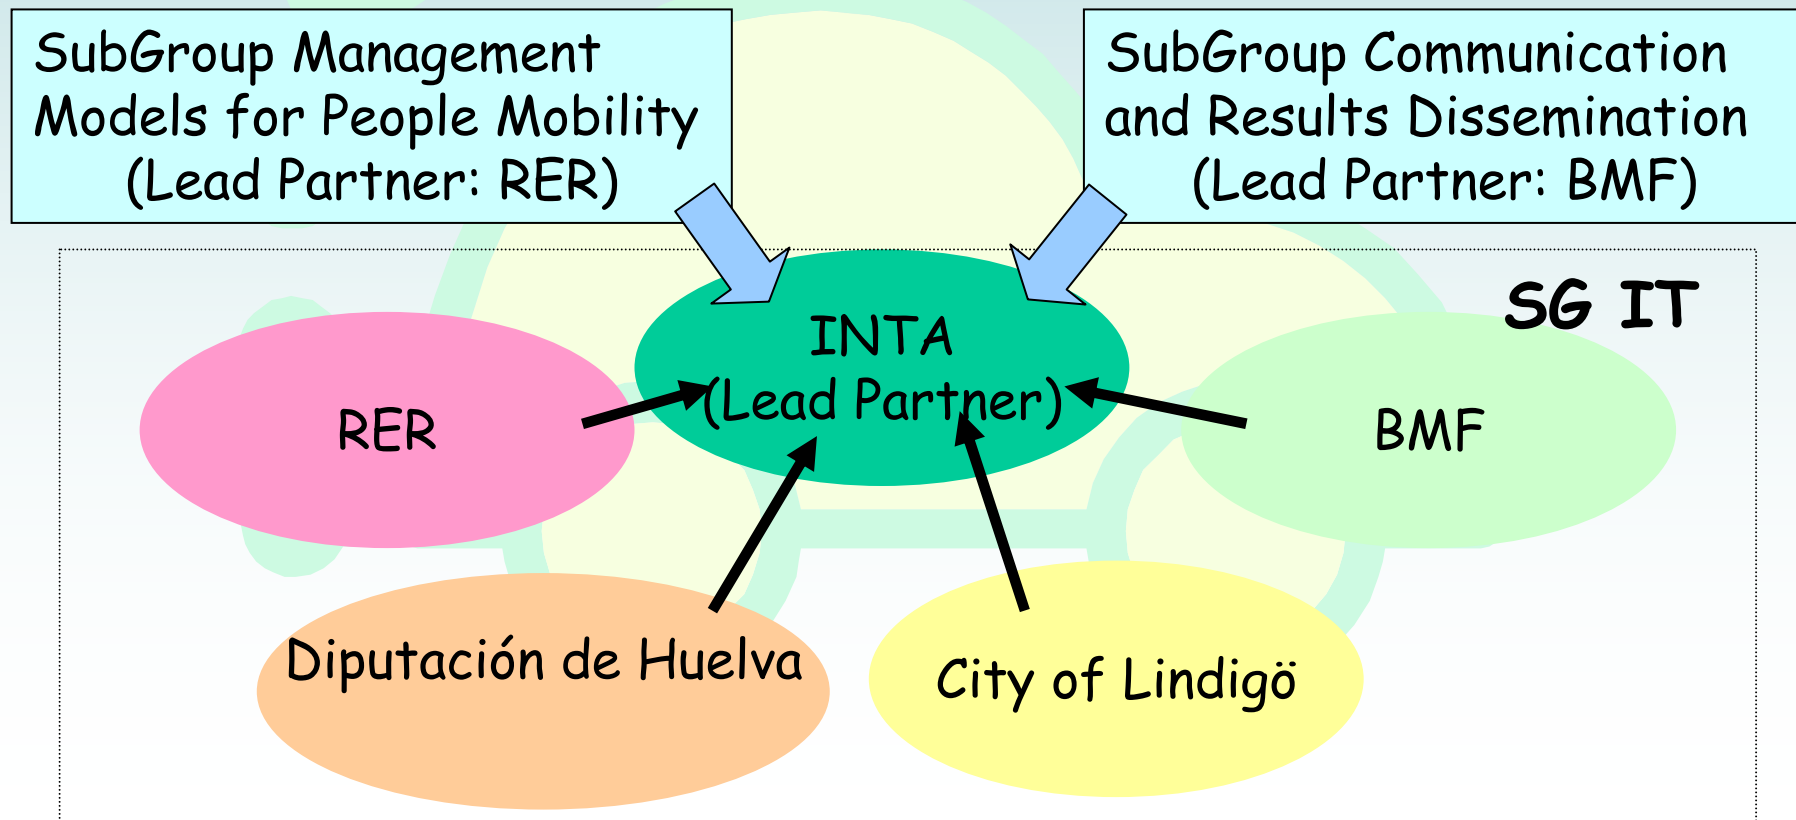 SubGroup Management
Models for People Mobility
(Lead Partner: RER)
SubGroup Communication
and Results Dissemination
(Lead Partner: BMF)
SG IT
INTA
(Lead Partner)
RER
BMF
Diputación de Huelva
City of Lindigö